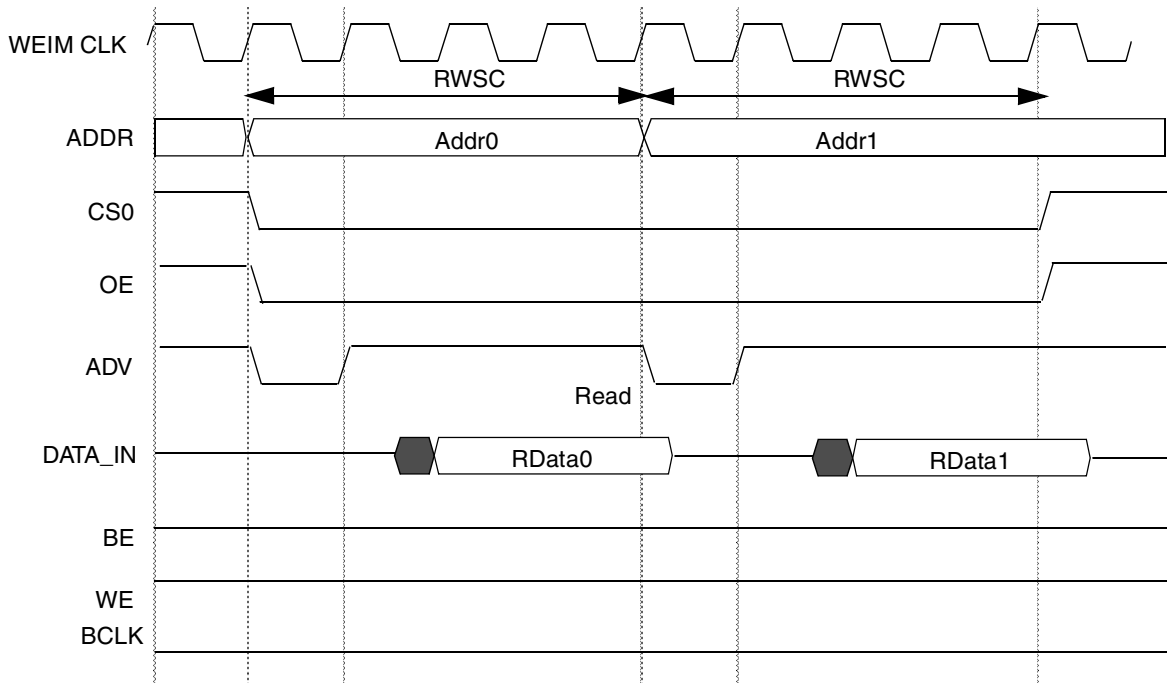 WEIM CLK
RWSC RWSC
ADDR Addr0 Addr1
CS0
OE
ADV
Read
DATA_IN RData0 RData1
BE
WE
BCLK